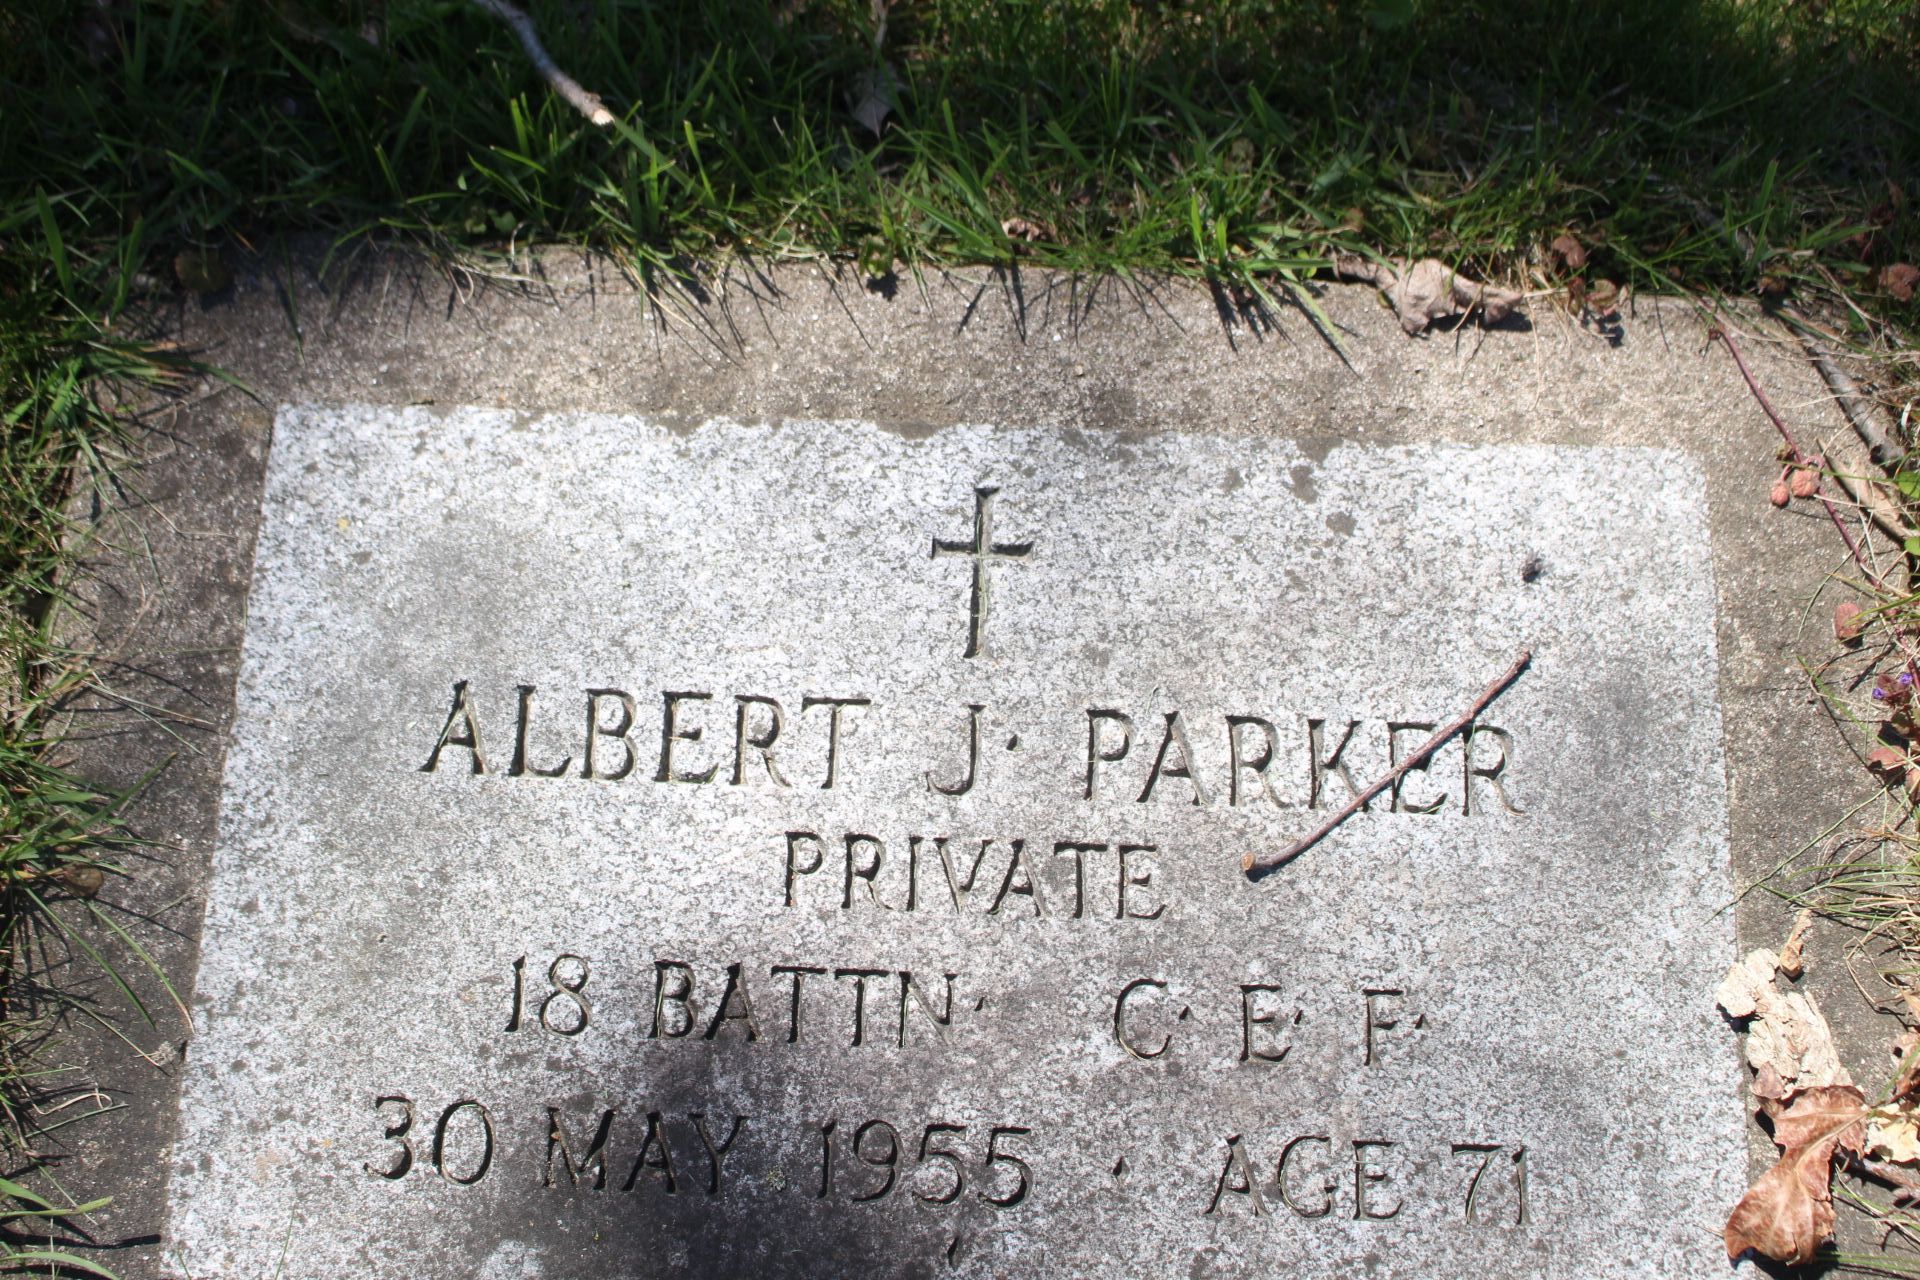 ALBERT J. PARKER
PRIVATE
18 BATTN. C.E.F.
30 MAY 1955 · AGE 71